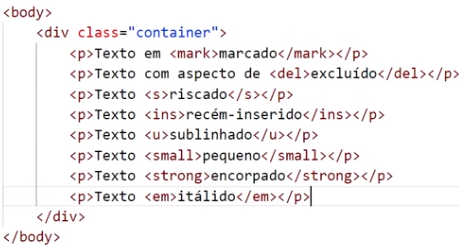 <body>
<div class="container">
<p>Texto em <mark>marcado</mark></p>
<p>Texto com aspecto de <del>excluído</del></p>
<p>Texto <s>riscado</s></p>
<p>Texto <ins>recém-inserido</ins></p>
<p>Texto <u>sublinhado</u></p>
<p>Texto <small>pequeno</small></p>
<p>Texto <strong>encorpado</strong></p>
<p>Texto <em>itálido</em></p>
</div>
</body>